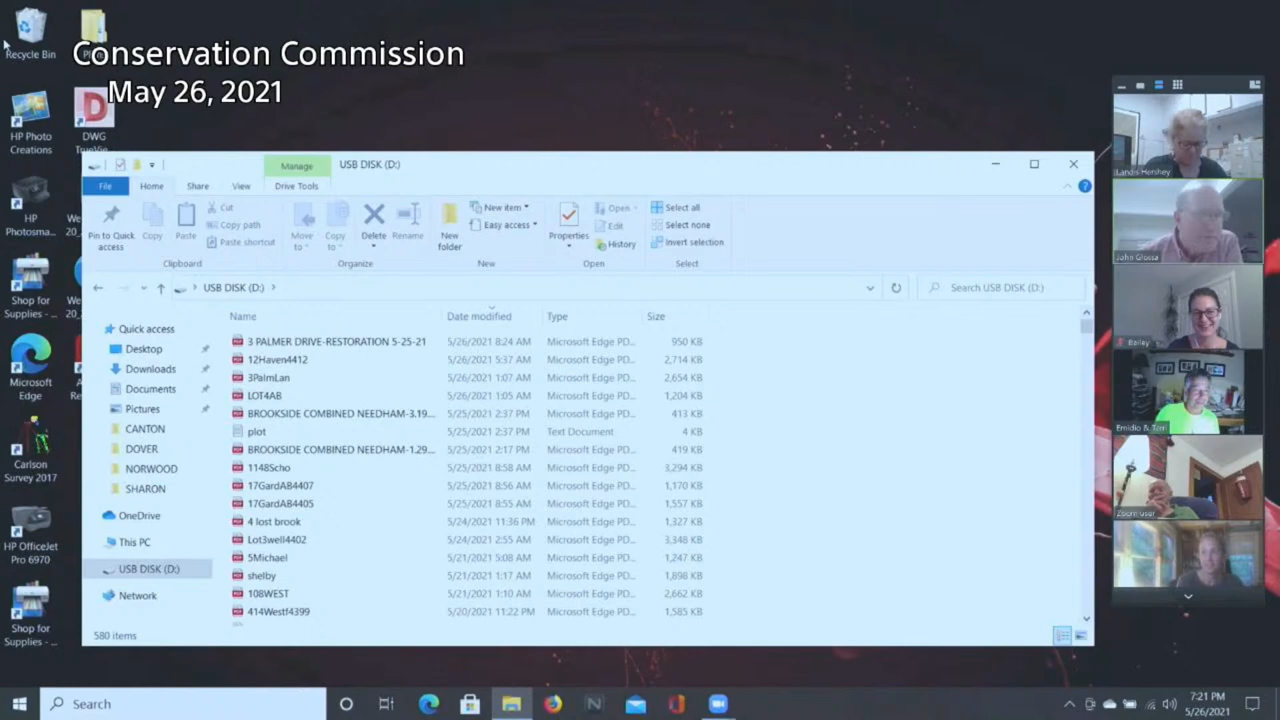 Conservation Commission
May 26, 2021
Recycle Bin
HP Photo
Creations
DWG
HP
Photosma...
Shop for
Supplies - ...
Microsoft
Edge
Carlson
Survey 2017
HP OfficeJet
Pro 6970
Shop for
Supplies - ...
Manage
USB DISK (D:)
File
Home
Share
View
Drive Tools
Pin to Quick
access
Copy
Paste
Cut
Copy path
Paste shortcut
Clipboard
Move
to
Copy
to
Delete
Rename
Organize
New
folder
New item
Easy access
New
Properties
Open
Edit
History
Open
Select all
Select none
Invert selection
Select
USB DISK (D:)
Search USB DISK (D:)
Quick access
Desktop
Downloads
Documents
Pictures
CANTON
DOVER
NORWOOD
SHARON
OneDrive
This PC
USB DISK (D:)
Network
Name Date modified Type Size
3 PALMER DRIVE-RESTORATION 5-25-21 5/26/2021 8:24 AM Microsoft Edge PD... 950 KB
12Haven4412 5/26/2021 5:37 AM Microsoft Edge PD... 2,714 KB
3PalmLan 5/26/2021 1:07 AM Microsoft Edge PD... 2,654 KB
LOT4AB 5/26/2021 1:05 AM Microsoft Edge PD... 1,204 KB
BROOKSIDE COMBINED NEEDHAM-3.19... 5/25/2021 2:37 PM Microsoft Edge PD... 413 KB
plot 5/25/2021 2:37 PM Text Document 4 KB
BROOKSIDE COMBINED NEEDHAM-1.29... 5/25/2021 2:17 PM Microsoft Edge PD... 419 KB
1148Scho 5/25/2021 8:58 AM Microsoft Edge PD... 3,294 KB
17GardAB4407 5/25/2021 8:56 AM Microsoft Edge PD... 1,170 KB
17GardAB4405 5/25/2021 8:55 AM Microsoft Edge PD... 1,557 KB
4 lost brook 5/24/2021 11:36 PM Microsoft Edge PD... 1,327 KB
Lot3well4402 5/24/2021 2:55 AM Microsoft Edge PD... 3,348 KB
5Michael 5/21/2021 5:08 AM Microsoft Edge PD... 1,247 KB
shelby 5/21/2021 1:17 AM Microsoft Edge PD... 1,898 KB
108WEST 5/21/2021 1:10 AM Microsoft Edge PD... 2,662 KB
414Westf4399 5/20/2021 11:22 PM Microsoft Edge PD... 1,585 KB
580 items
Landis Hershey
John Glossa
Bailey
Emidio & Terri
Zoom user
Search
7:21 PM
5/26/2021